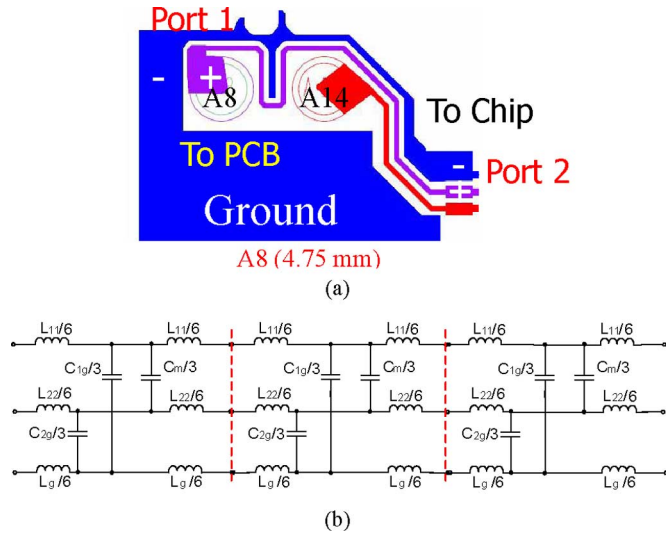 Port 1
- +
A8 A14
To Chip
To PCB
- Port 2
+
Ground
A8 (4.75 mm)
(a)
L11/6 L11/6 L11/6 L11/6 L11/6 L11/6
C1g/3 Cm/3 C1g/3 Cm/3 C1g/3 Cm/3
L22/6 L22/6 L22/6 L22/6 L22/6 L22/6
C2g/3 C2g/3 C2g/3
Lg/6 Lg/6 Lg/6 Lg/6 Lg/6 Lg/6
(b)